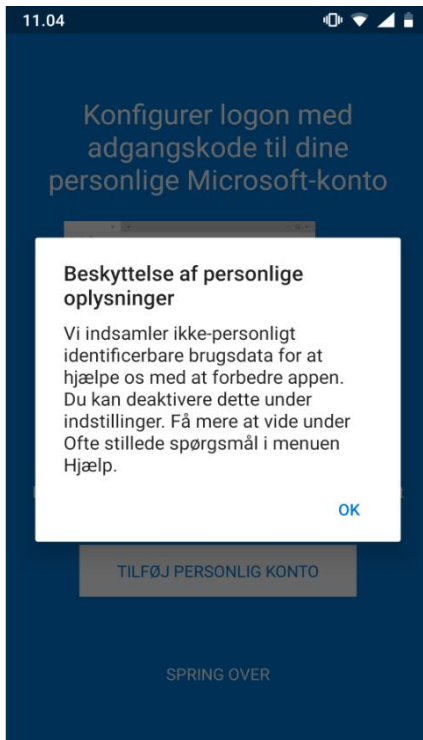 11.04
Konfigurer logon med
adgangskode til dine
personlige Microsoft-konto
Beskyttelse af personlige
oplysninger
Vi indsamler ikke-personligt
identificerbare brugsdata for at
hjælpe os med at forbedre appen.
Du kan deaktivere dette under
indstillinger. Få mere at vide under
Ofte stillede spørgsmål i menuen
Hjælp.
OK
TILFØJ PERSONLIG KONTO
SPRING OVER